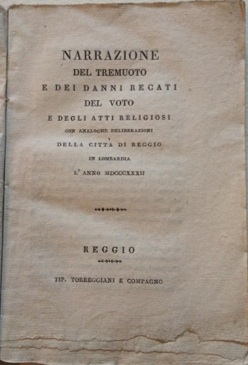 NARRAZIONE
DEL TREMUOTO
E DEI DANNI RECATI
DEL VOTO
E DEGLI ATTI RELIGIOSI
CON ANALOGHE DELIBERAZIONI
DELLA CITTÀ DI REGGIO
IN LOMBARDIA
L'ANNO MDCCCXXXII
REGGIO
TIP. TORREGGIANI E COMPAGNO